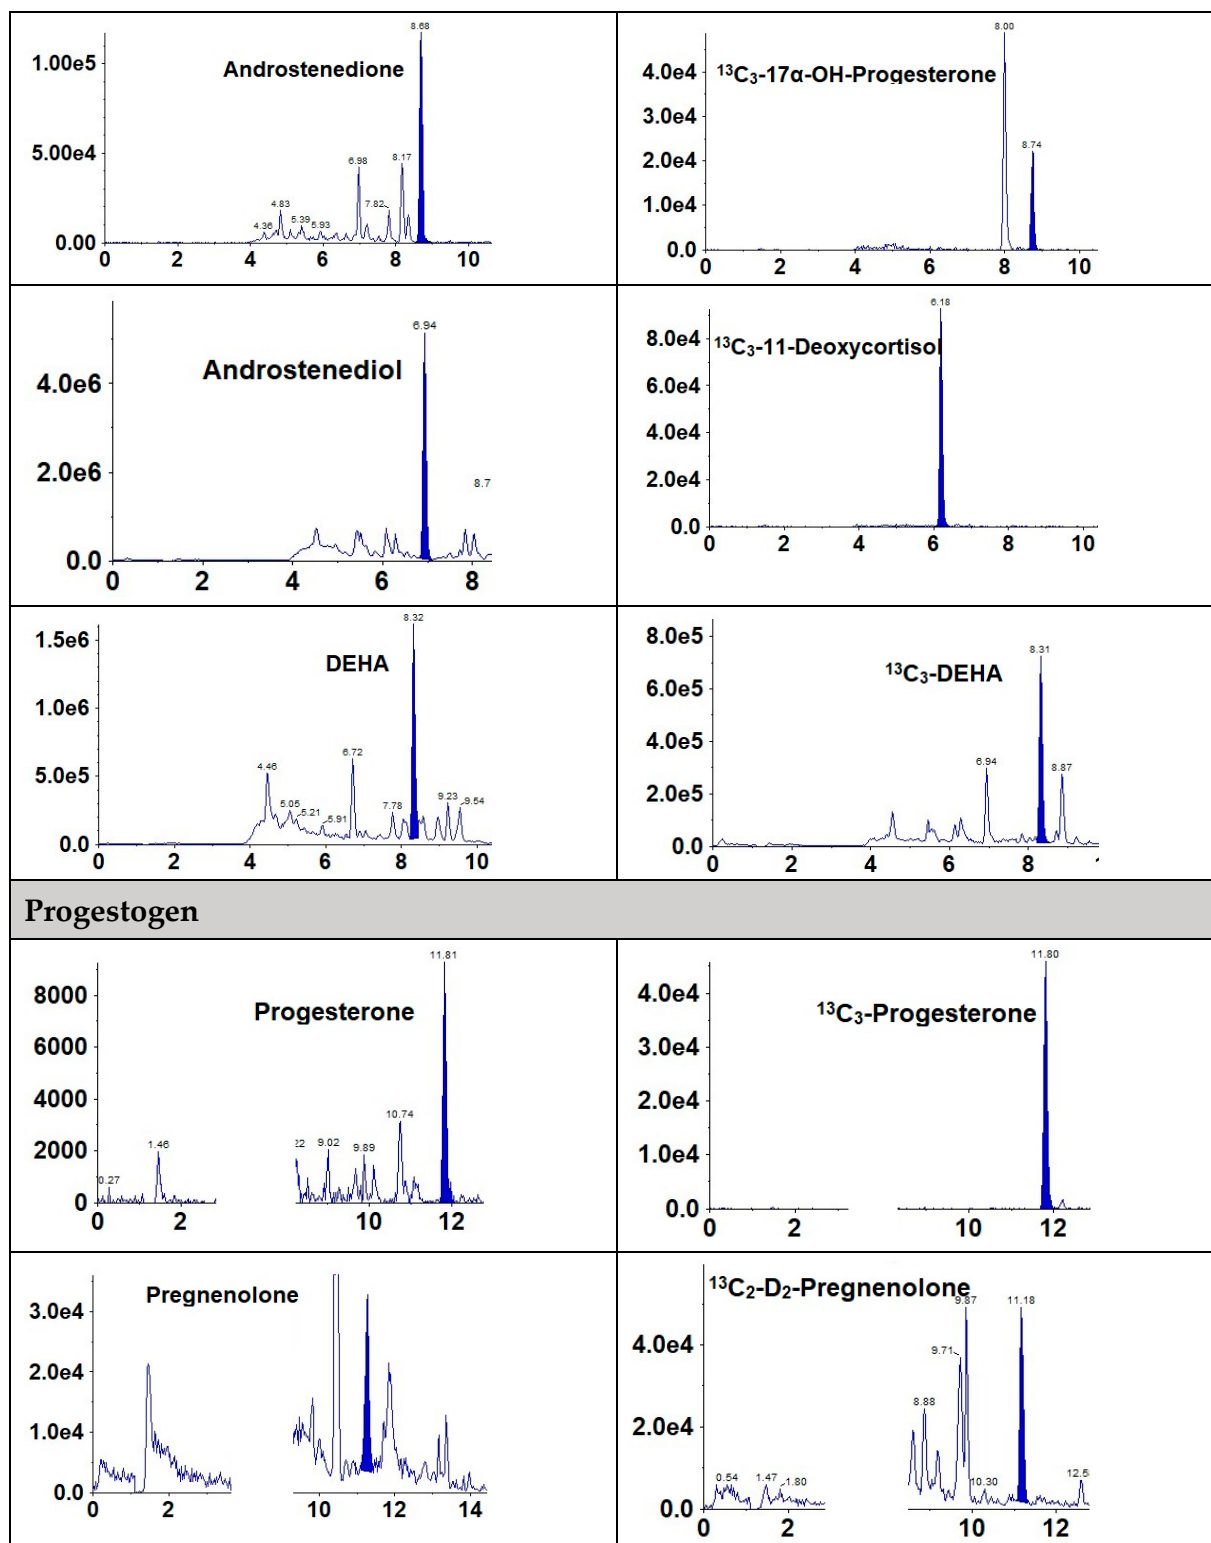 8.68
1.00e5
Androstenedione
5.00e4
6.98
8.17
4.36
4.83
5.39
5.93
7.82
0.00
0 2 4 6 8 10
8.00
4.0e4
¹³C₃-17α-OH-Progesterone
3.0e4
2.0e4
8.74
1.0e4
0.0
0 2 4 6 8 10
6.94
Androstenediol
4.0e6
2.0e6
8.7
0.0
0 2 4 6 8
6.18
8.0e4
¹³C₃-11-Deoxycortisol
6.0e4
4.0e4
2.0e4
0.0
0 2 4 6 8 10
8.32
1.5e6
DEHA
1.0e6
5.0e5
4.46
5.05
5.21
5.91
6.72
7.78
9.23
9.54
0.0
0 2 4 6 8 10
8.0e5
8.31
¹³C₃-DEHA
6.0e5
4.0e5
6.94
8.87
2.0e5
0.0
0 2 4 6 8
Progestogen
11.81
8000
Progesterone
6000
4000
10.74
2000
1.46
22
9.02
9.89
0.27
0
0 2 10 12
11.80
4.0e4
¹³C₃-Progesterone
3.0e4
2.0e4
1.0e4
0.0
0 2 10 12
Pregnenolone
3.0e4
2.0e4
1.0e4
0.0
0 2 10 12 14
¹³C₂-D₂-Pregnenolone
9.87
11.18
4.0e4
9.71
8.88
2.0e4
0.54
1.47
1.80
10.30
12.5
0.0
0 2 10 12